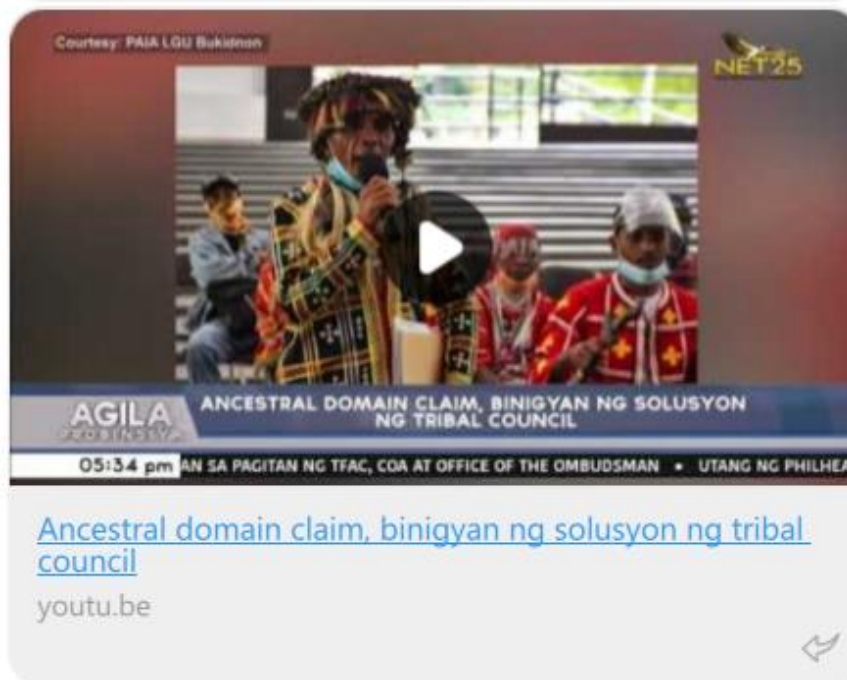 Courtesy: PAIA LGU Bukidnon
NET25
AGILA
PROBINSYA
ANCESTRAL DOMAIN CLAIM, BINIGYAN NG SOLUSYON
NG TRIBAL COUNCIL
05:34 pm AN SA PAGITAN NG TFAC, COA AT OFFICE OF THE OMBUDSMAN • UTANG NG PHILHEA
Ancestral domain claim, binigyan ng solusyon ng tribal
council
youtu.be